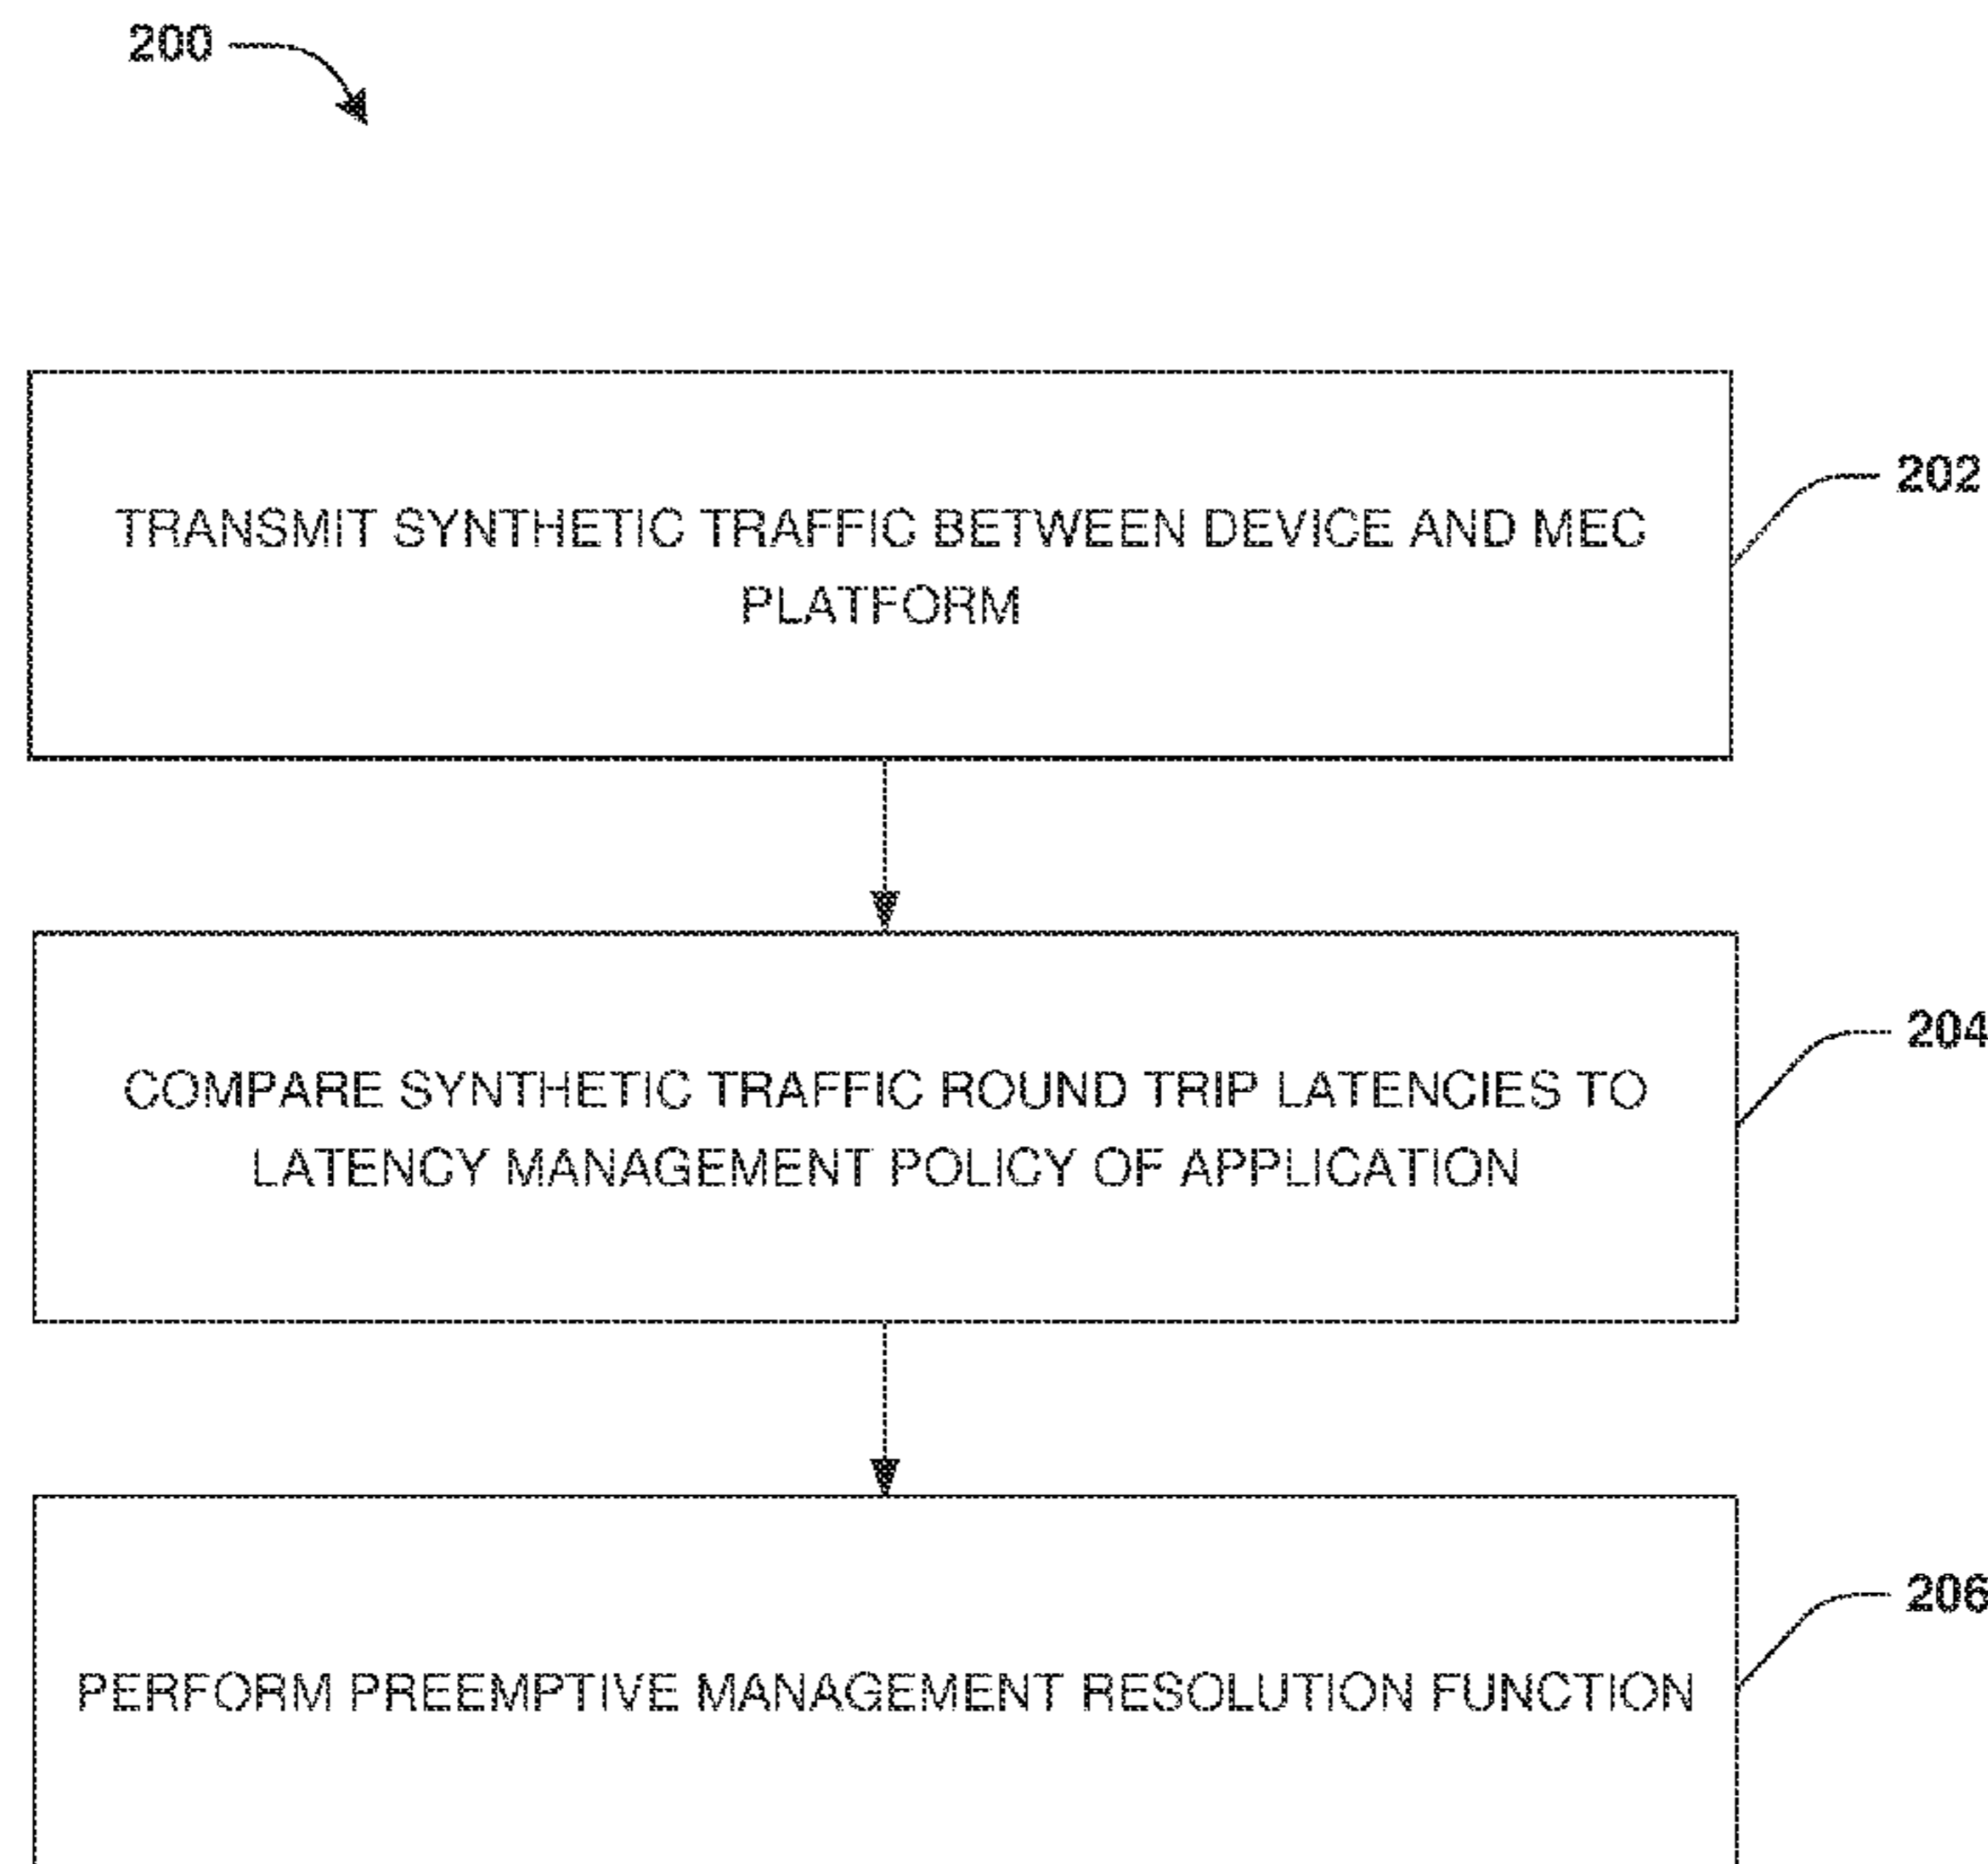 200
TRANSMIT SYNTHETIC TRAFFIC BETWEEN DEVICE AND MEC
PLATFORM
202
COMPARE SYNTHETIC TRAFFIC ROUND TRIP LATENCIES TO
LATENCY MANAGEMENT POLICY OF APPLICATION
204
PERFORM PREEMPTIVE MANAGEMENT RESOLUTION FUNCTION
206